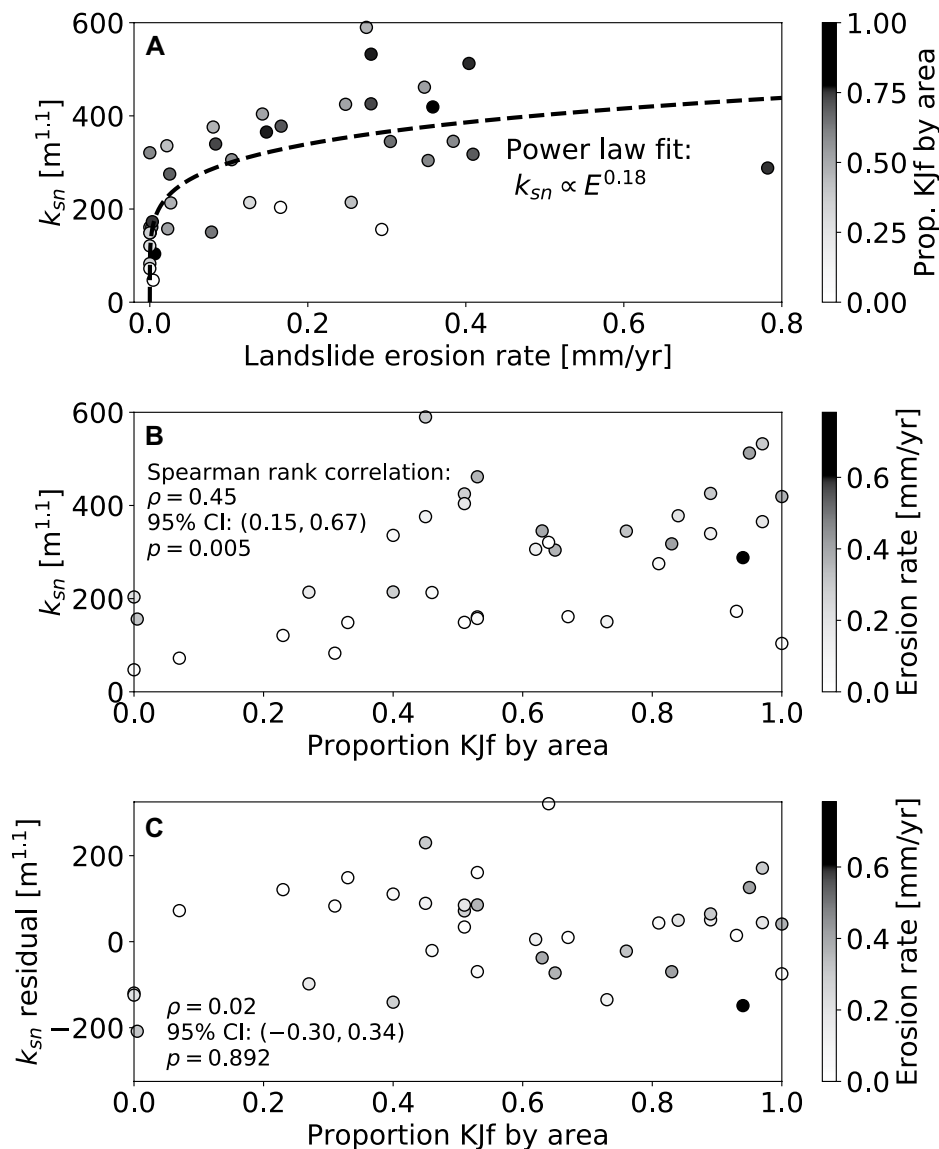 A
600
400
200
0
k_sn [m^1.1]
Power law fit:
k_sn ∝ E^0.18
0.0 0.2 0.4 0.6 0.8
Landslide erosion rate [mm/yr]
1.00
0.75
0.50
0.25
0.00
Prop. KJf by area
B
600
400
200
0
k_sn [m^1.1]
Spearman rank correlation:
ρ = 0.45
95% CI: (0.15, 0.67)
p = 0.005
0.0 0.2 0.4 0.6 0.8 1.0
Proportion KJf by area
0.6
0.4
0.2
0.0
Erosion rate [mm/yr]
C
200
0
−200
k_sn residual [m^1.1]
ρ = 0.02
95% CI: (−0.30, 0.34)
p = 0.892
0.0 0.2 0.4 0.6 0.8 1.0
Proportion KJf by area
0.6
0.4
0.2
0.0
Erosion rate [mm/yr]